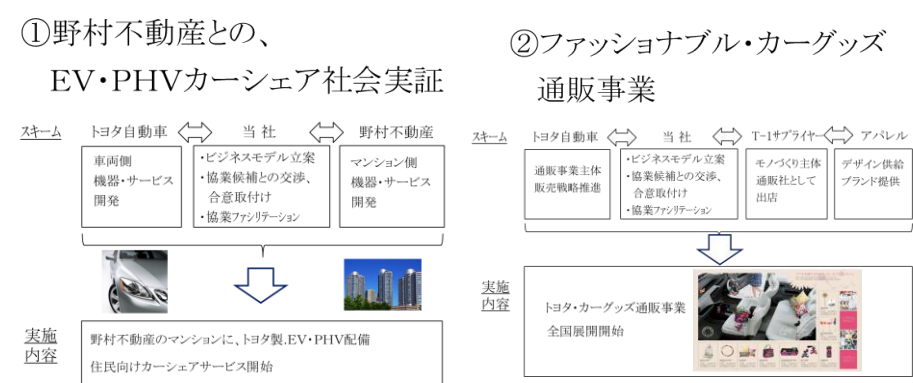 ①野村不動産との、
EV・PHVカーシェア社会実証
スキーム
トヨタ自動車 当社 野村不動産
車両側
機器・サービス
開発
・ビジネスモデル立案
・協業候補との交渉、
合意取付け
・協業ファシリテーション
マンション側
機器・サービス
開発
実施
内容
野村不動産のマンションに、トヨタ製.EV・PHV配備
住民向けカーシェアサービス開始
②ファッショナブル・カーグッズ
通販事業
スキーム
トヨタ自動車 当社 T-1サプライヤー アパレル
通販事業主体
販売戦略推進
・ビジネスモデル立案
・協業候補との交渉、
合意取付け
・協業ファシリテーション
モノづくり主体
通販社として
出店
デザイン供給
ブランド提供
実施
内容
トヨタ・カーグッズ通販事業
全国展開開始